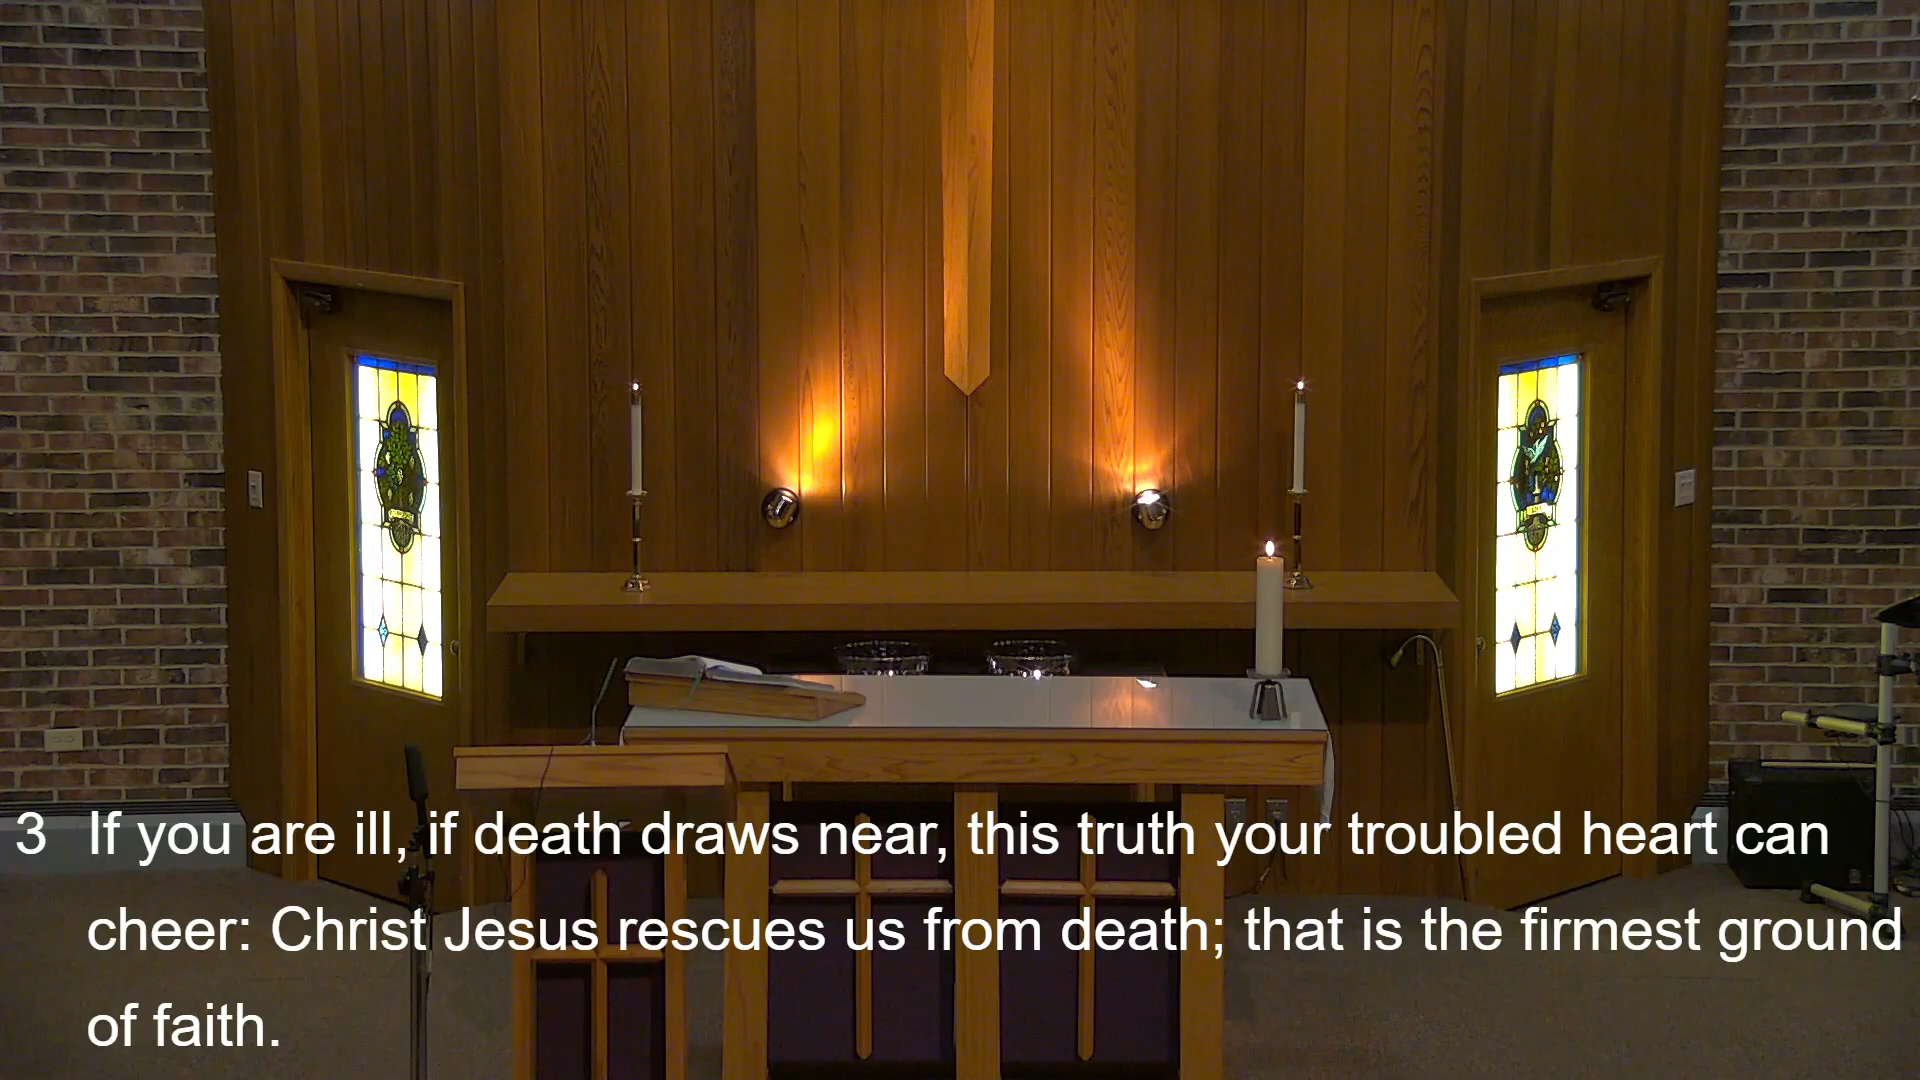 3 If you are ill, if death draws near, this truth your troubled heart can
cheer: Christ Jesus rescues us from death; that is the firmest ground
of faith.